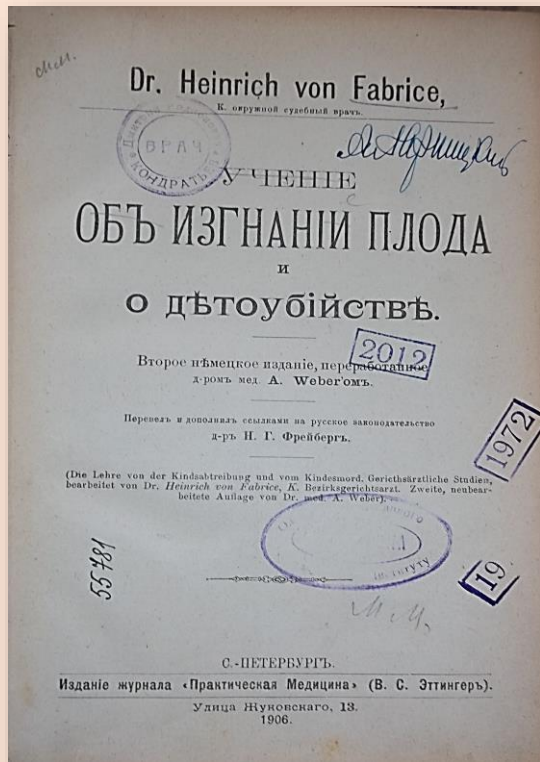 Dr. Heinrich von Fabrice,
К. окружной судебный врачъ.
ВРАЧ
КОНДРАТЬЕВ
УЧЕНІЕ
ОБЪ ИЗГНАНІИ ПЛОДА
и
О ДѢТОУБІЙСТВѢ.
2012
Второе нѣмецкое изданіе, переработанное
д-ромъ мед. А. Weber'омъ.
Перевелъ и дополнилъ ссылками на русское законодательство
д-ръ Н. Г. Фрейбергъ.
1972
(Die Lehre von der Kindsabtreibung und vom Kindesmord. Gerichtsärztliche Studien,
bearbeitet von Dr. Heinrich von Fabrice, K. Bezirksgerichtsarzt. Zweite, neubear-
beitete Auflage von Dr. med. A. Weber).
55781
19
С.-ПЕТЕРБУРГЪ.
Изданіе журнала «Практическая Медицина» (В. С. Эттингеръ).
Улица Жуковскаго, 13.
1906.